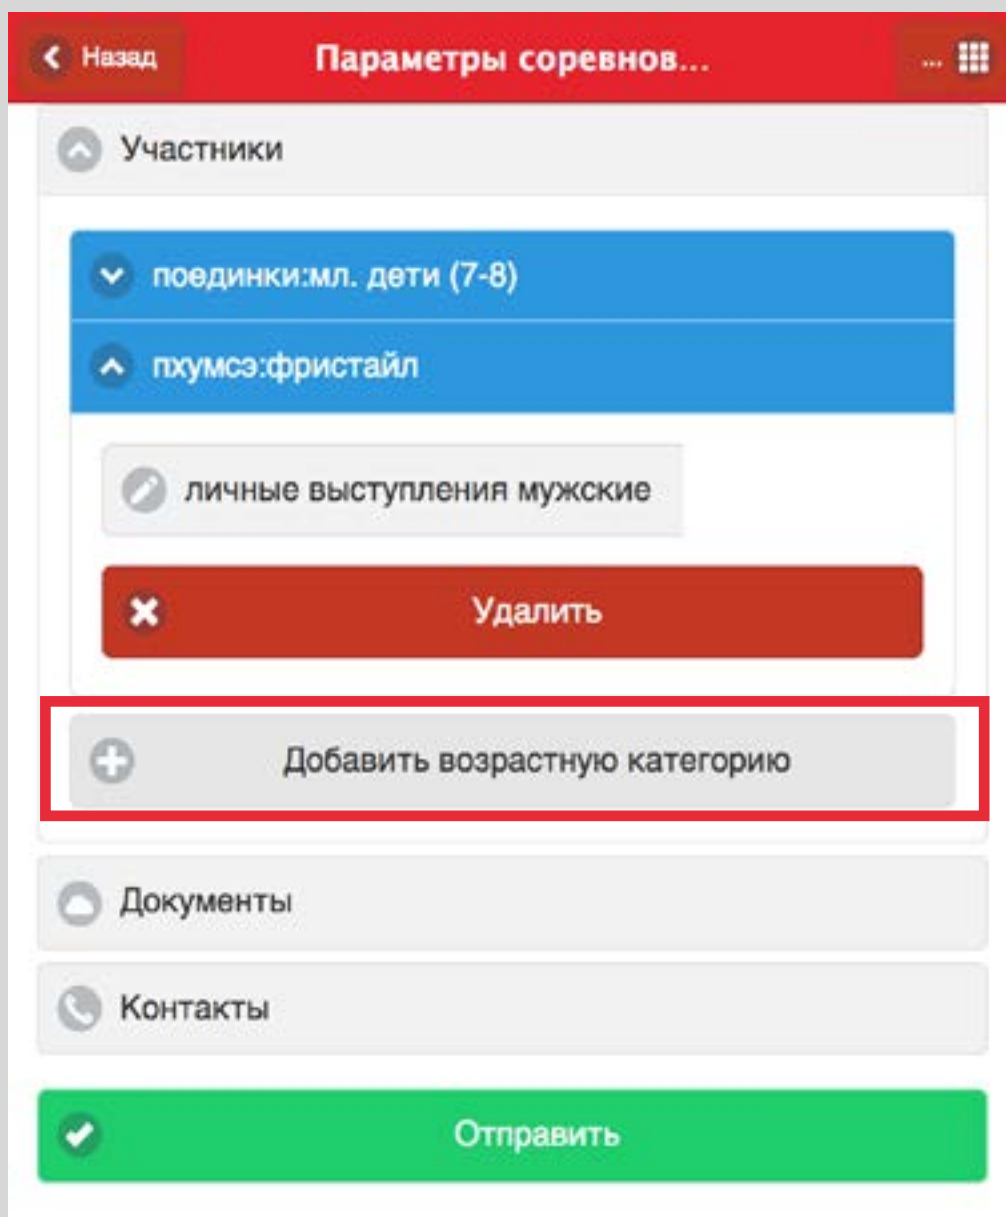 Назад
Параметры соревнов...
...
Участники
поединки:мл. дети (7-8)
пхумсэ:фристайл
личные выступления мужские
Удалить
Добавить возрастную категорию
Документы
Контакты
Отправить